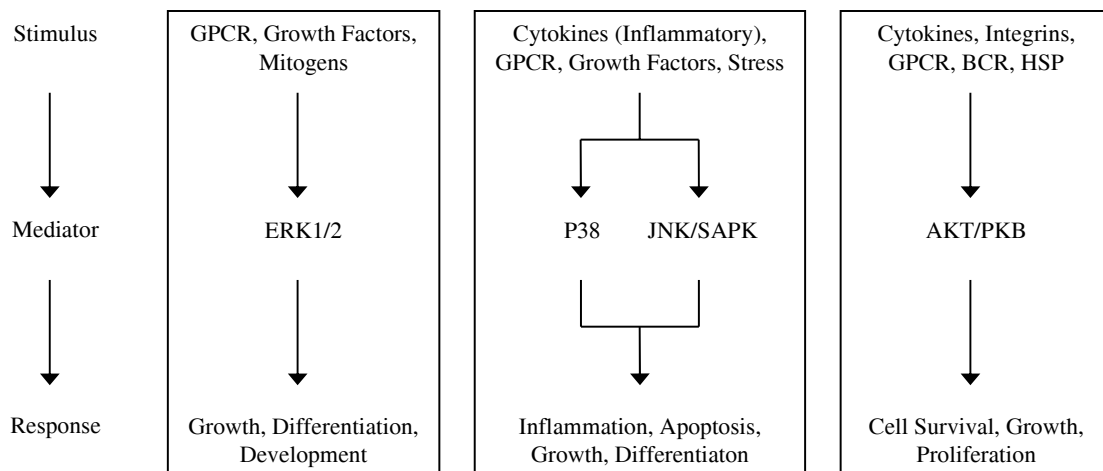 Stimulus
GPCR, Growth Factors,
Mitogens
Cytokines (Inflammatory),
GPCR, Growth Factors, Stress
Cytokines, Integrins,
GPCR, BCR, HSP
Mediator
ERK1/2
P38
JNK/SAPK
AKT/PKB
Response
Growth, Differentiation,
Development
Inflammation, Apoptosis,
Growth, Differentiaton
Cell Survival, Growth,
Proliferation